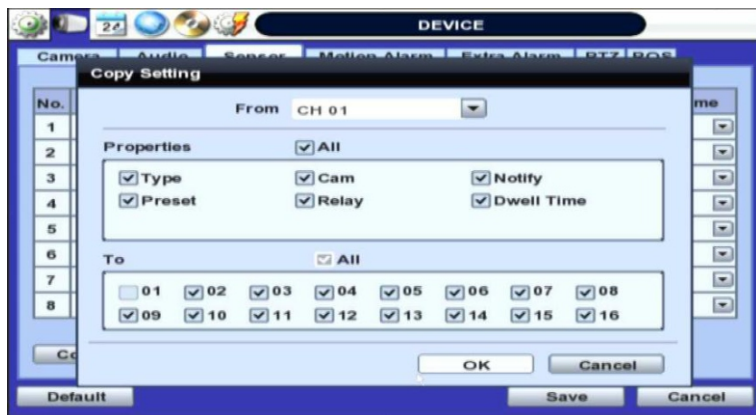 DEVICE
Camera Audio Sensor Motion Alarm Extra Alarm PTZ POS
Copy Setting
No.
From CH 01
1
2
Properties All
3
Type Cam Notify
4
Preset Relay Dwell Time
5
6
To All
7
01 02 03 04 05 06 07 08
8
09 10 11 12 13 14 15 16
OK Cancel
Default Save Cancel